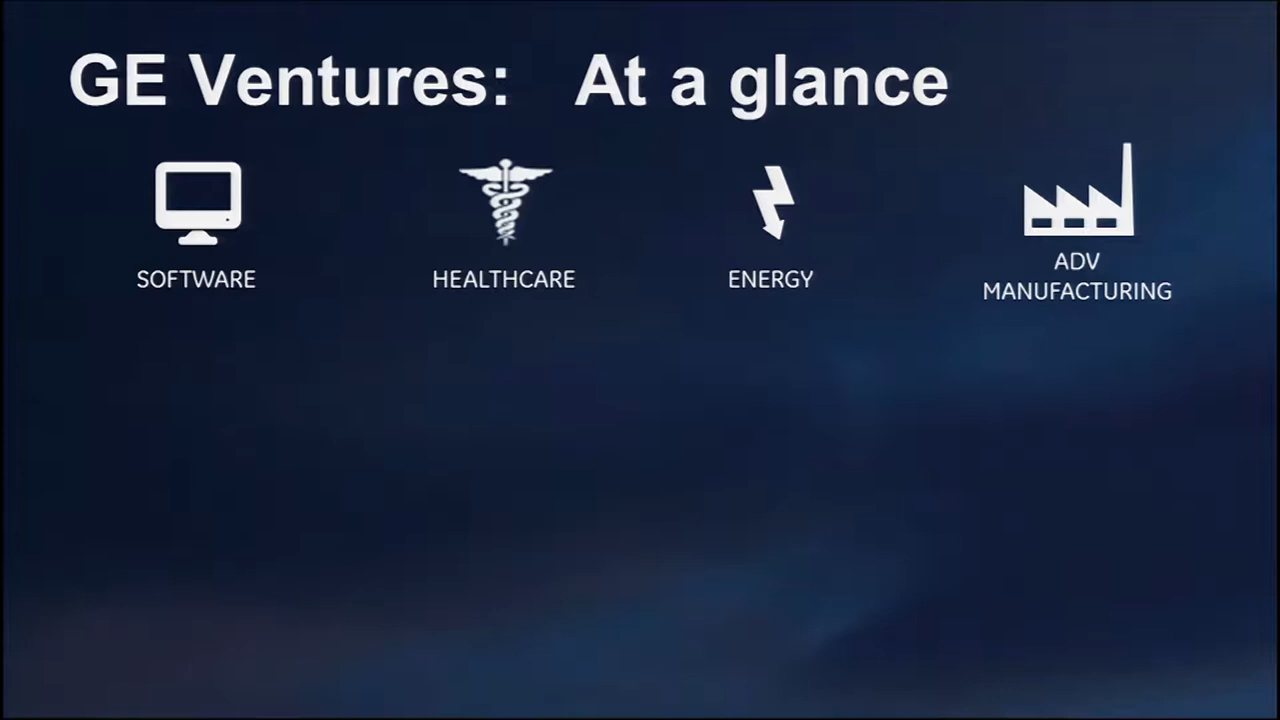 GE Ventures: At a glance
SOFTWARE
HEALTHCARE
ENERGY
ADV
MANUFACTURING